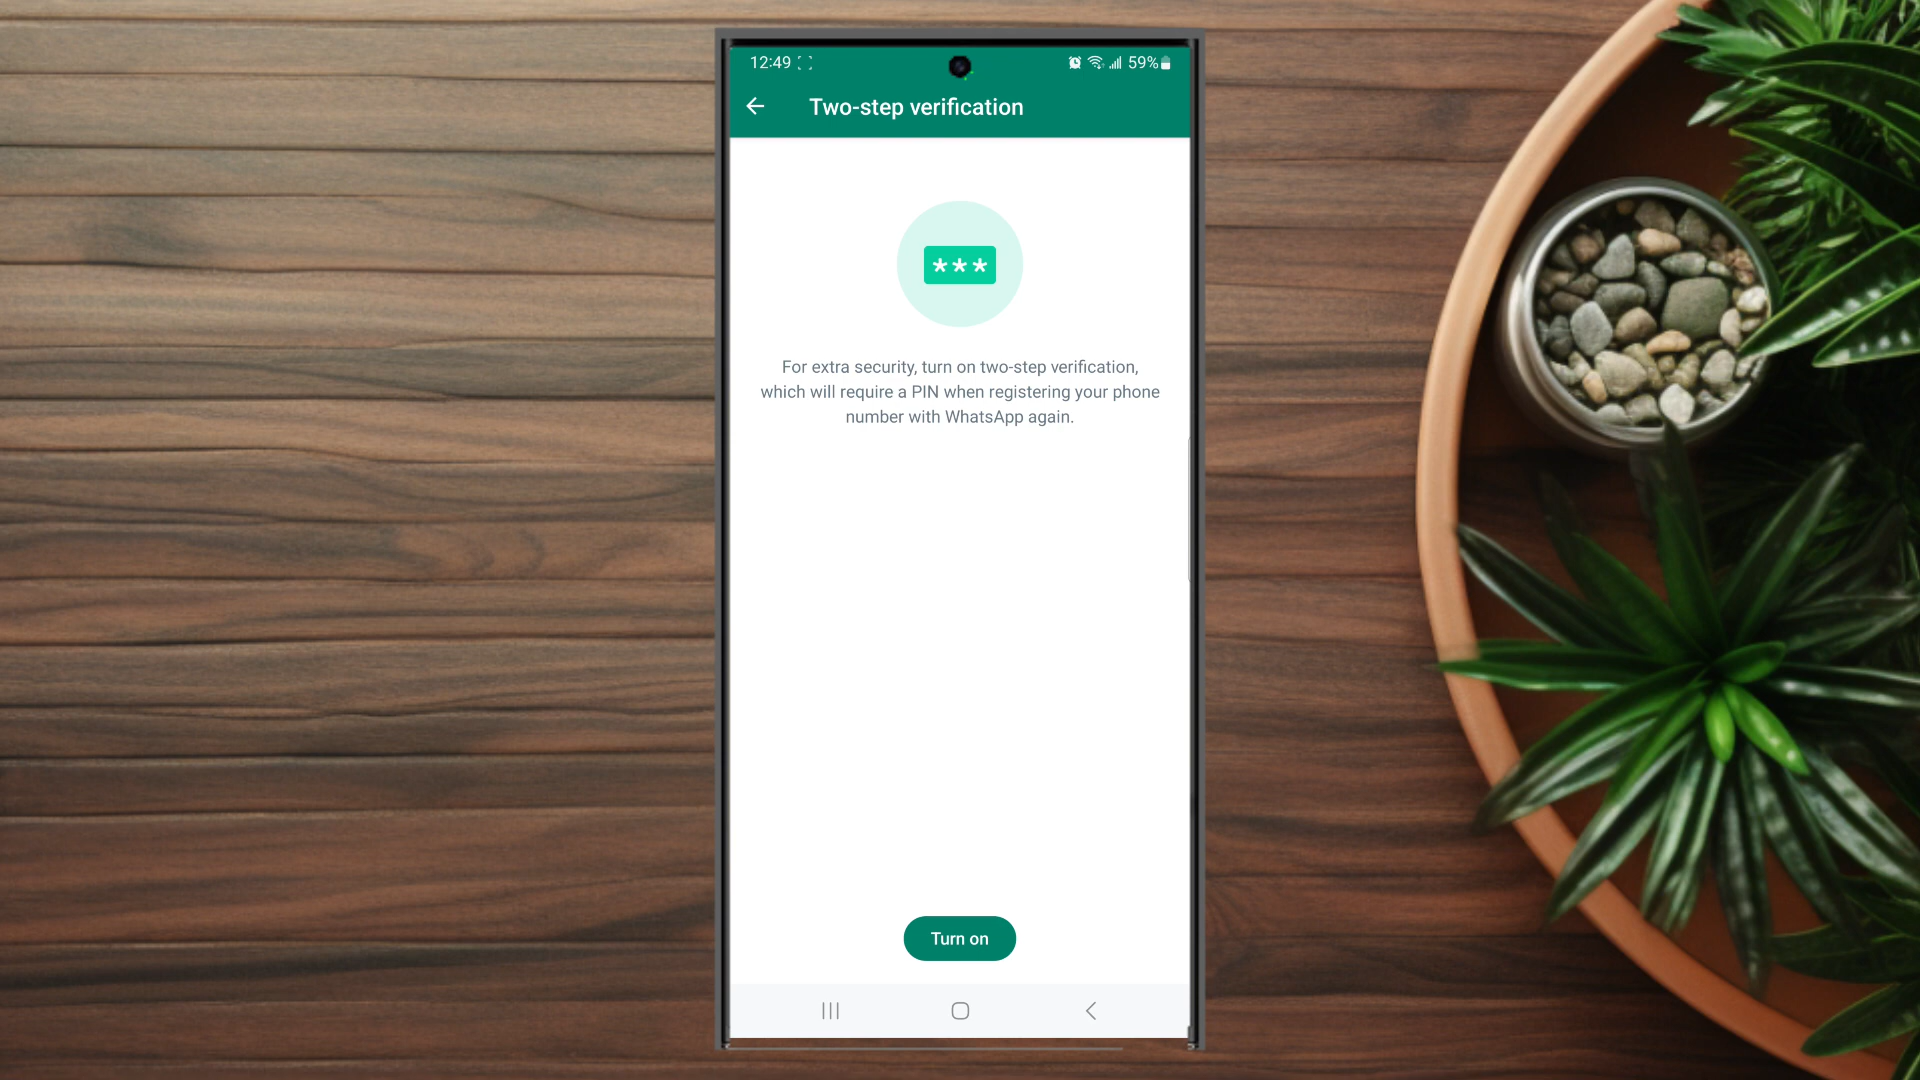 12:49 59%
Two-step verification
***
For extra security, turn on two-step verification,
which will require a PIN when registering your phone
number with WhatsApp again.
Turn on